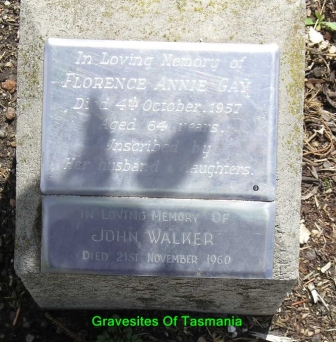 In Loving Memory of
FLORENCE ANNIE GAY
Died 4th October. 1957
Aged 64 years.
Inscribed by
Her husband & daughters.
IN LOVING MEMORY OF
JOHN WALKER
DIED 21ST NOVEMBER 1960
Gravesites Of Tasmania